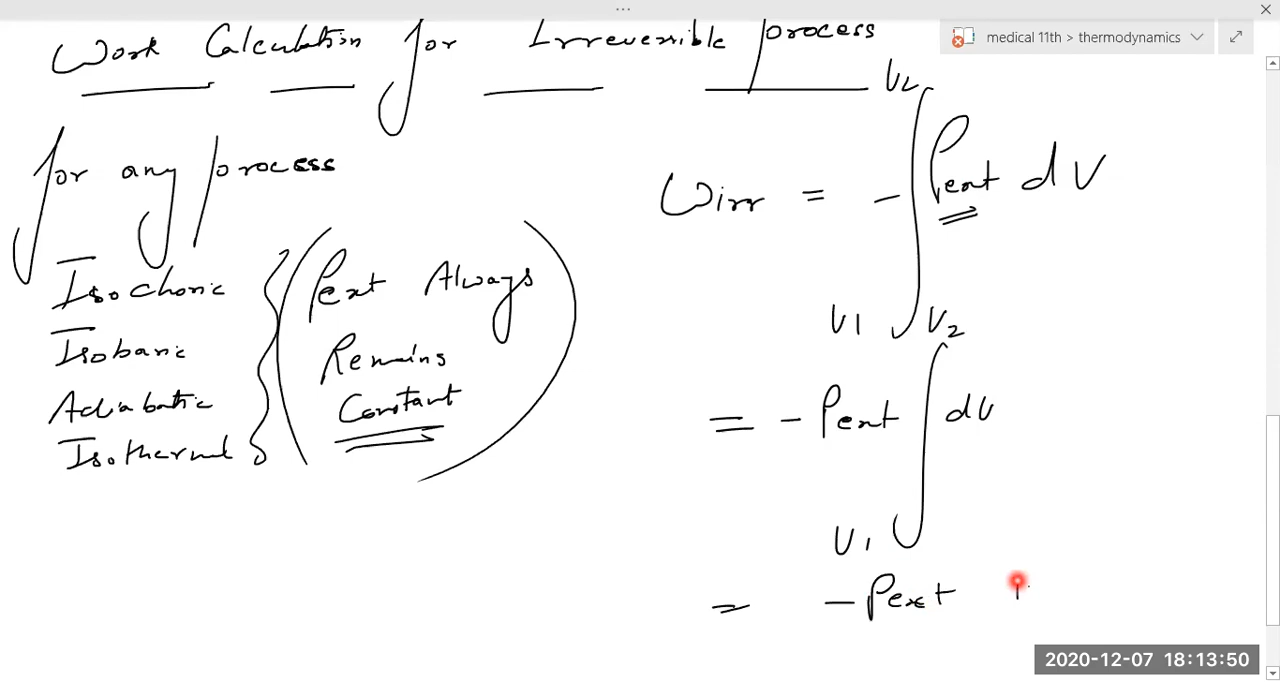 medical 11th > thermodynamics
Work Calculation for Irreversible process
for any process
Isochoric
Isobaric
Adiabatic
Isothermal
Pext Always
Remains
Constant
Wirr = - ∫ Pext dV
V2
V1
= - Pext ∫ dV
V2
V1
= - Pext
2020-12-07 18:13:50